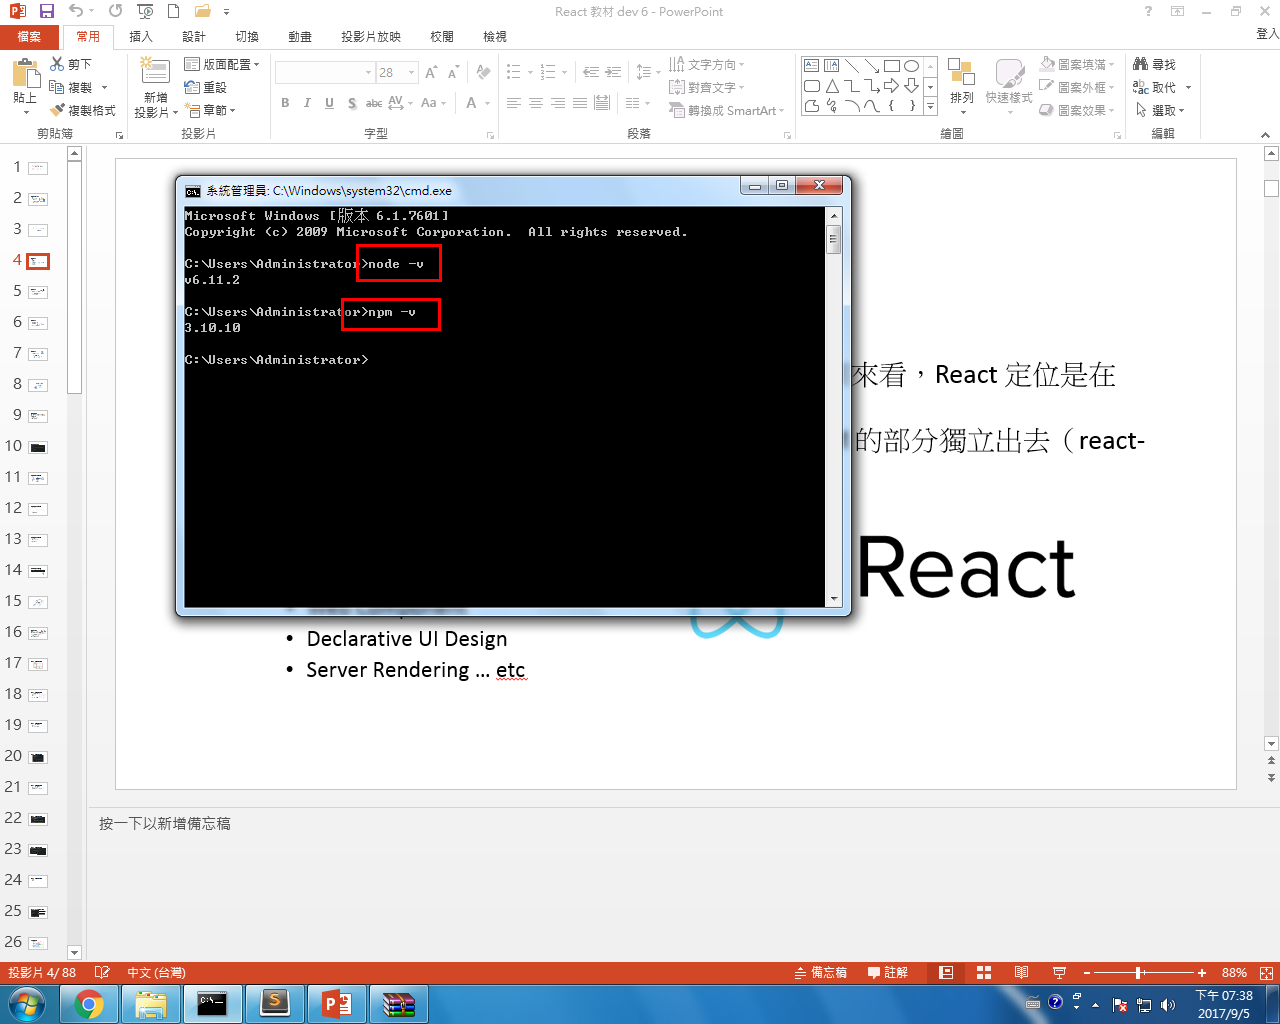 React 教材 dev 6 - PowerPoint
檔案 常用 插入 設計 切換 動畫 投影片放映 校閱 檢視 登入
貼上 剪下 複製 複製格式 剪貼簿
新增投影片 版面配置 重設 章節 投影片
28 B I U S abc AV Aa A A A 字型
文字方向 對齊文字 轉換成 SmartArt 段落
排列 快速樣式 圖案填滿 圖案外框 圖案效果 繪圖
尋找 取代 選取 編輯
1
2
3
4
5
6
7
8
9
10
11
12
13
14
15
16
17
18
19
20
21
22
23
24
25
26
系統管理員: C:\Windows\system32\cmd.exe
Microsoft Windows [版本 6.1.7601]
Copyright (c) 2009 Microsoft Corporation.  All rights reserved.
C:\Users\Administrator>node -v
v6.11.2
C:\Users\Administrator>npm -v
3.10.10
C:\Users\Administrator>
來看，React 定位是在
的部分獨立出去（react-
React
• Declarative UI Design
• Server Rendering ... etc
按一下以新增備忘稿
投影片 4/ 88 中文 (台灣) 備忘稿 註解 88%
下午 07:38
2017/9/5